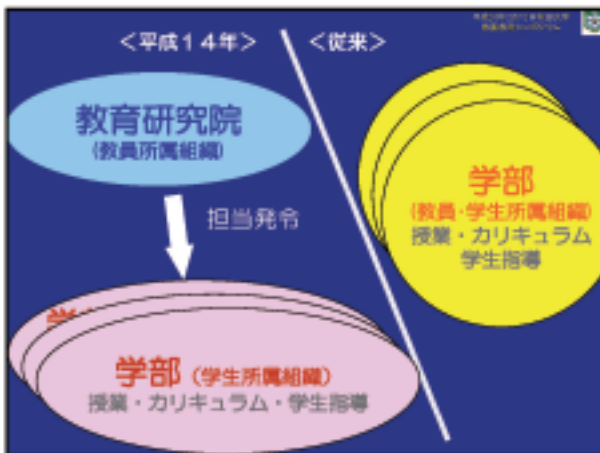 ＜平成１４年＞
＜従来＞
教育研究院
(教員所属組織)
担当発令
学部
(教員・学生所属組織)
授業・カリキュラム
学生指導
学部（学生所属組織）
授業・カリキュラム・学生指導